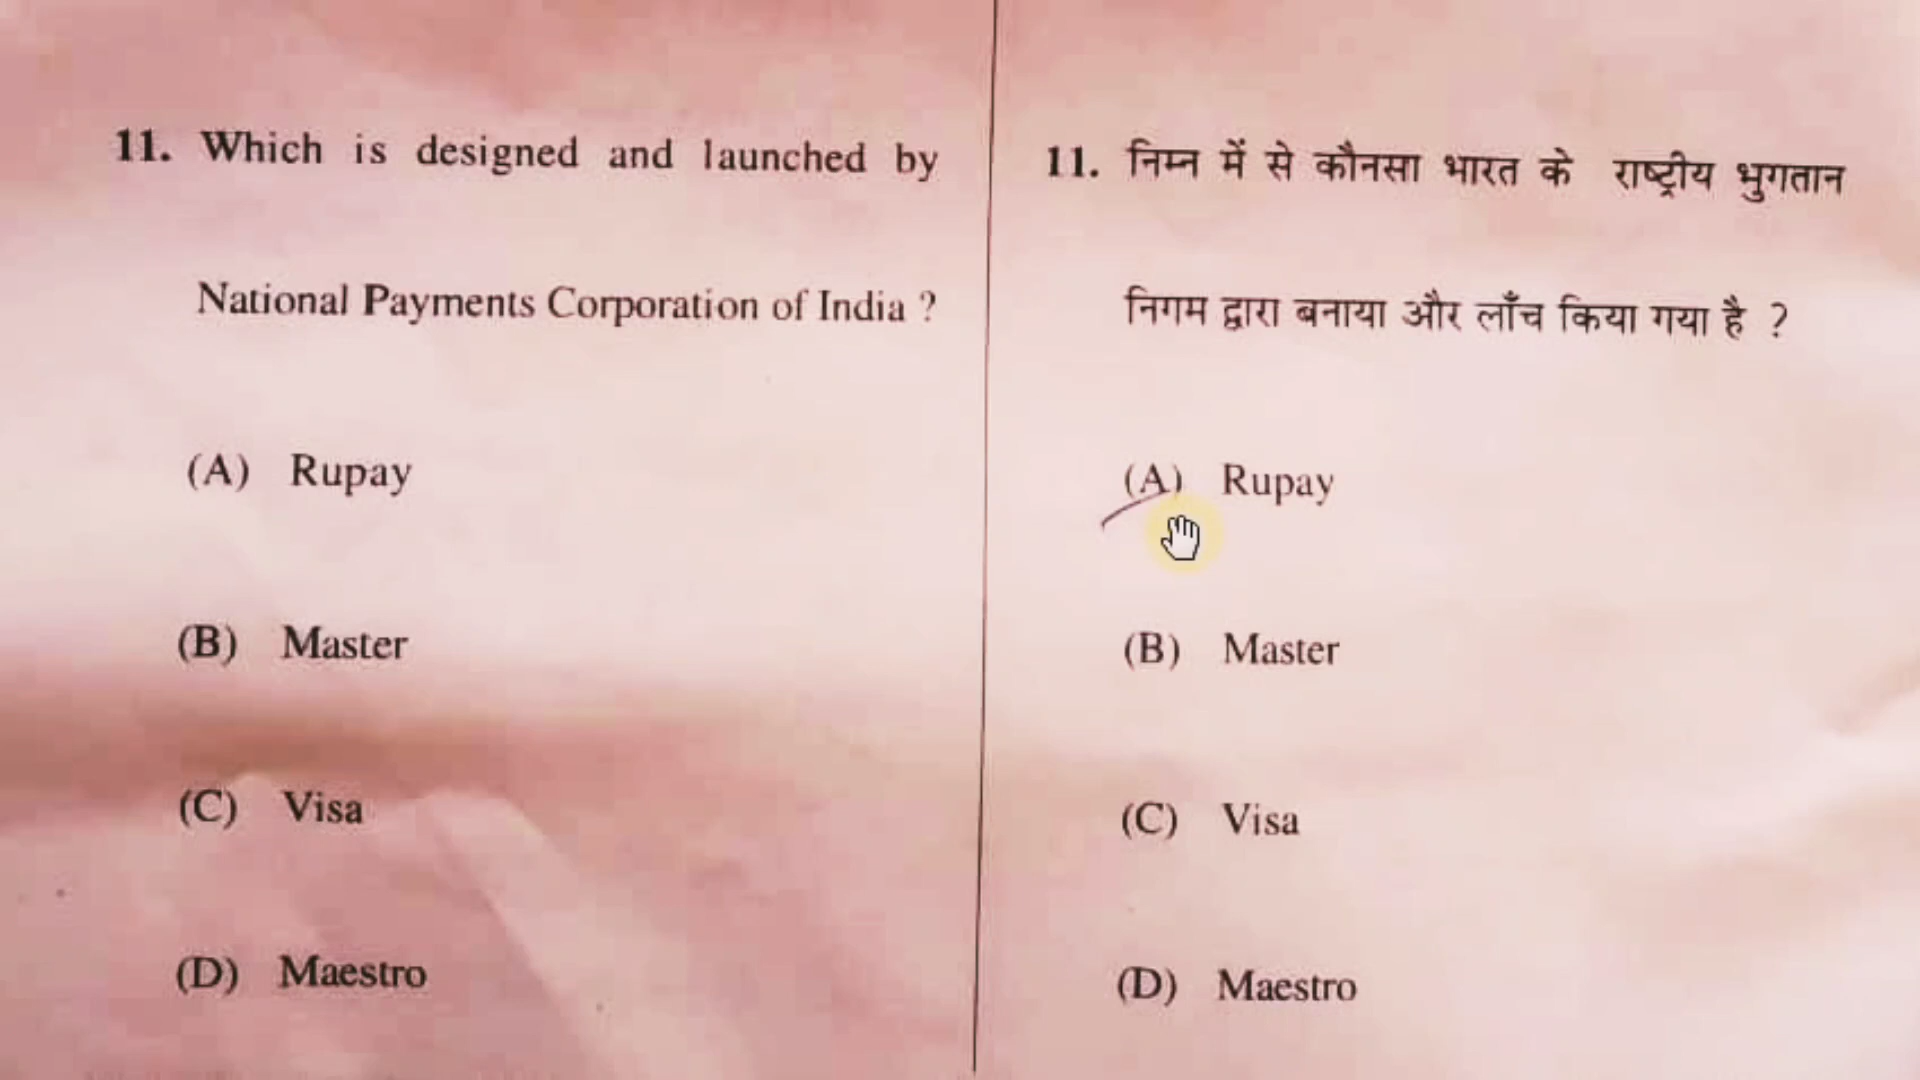 11. Which is designed and launched by
National Payments Corporation of India ?
(A) Rupay
(B) Master
(C) Visa
(D) Maestro
11. निम्न में से कौनसा भारत के राष्ट्रीय भुगतान
निगम द्वारा बनाया और लाँच किया गया है ?
(A) Rupay
(B) Master
(C) Visa
(D) Maestro